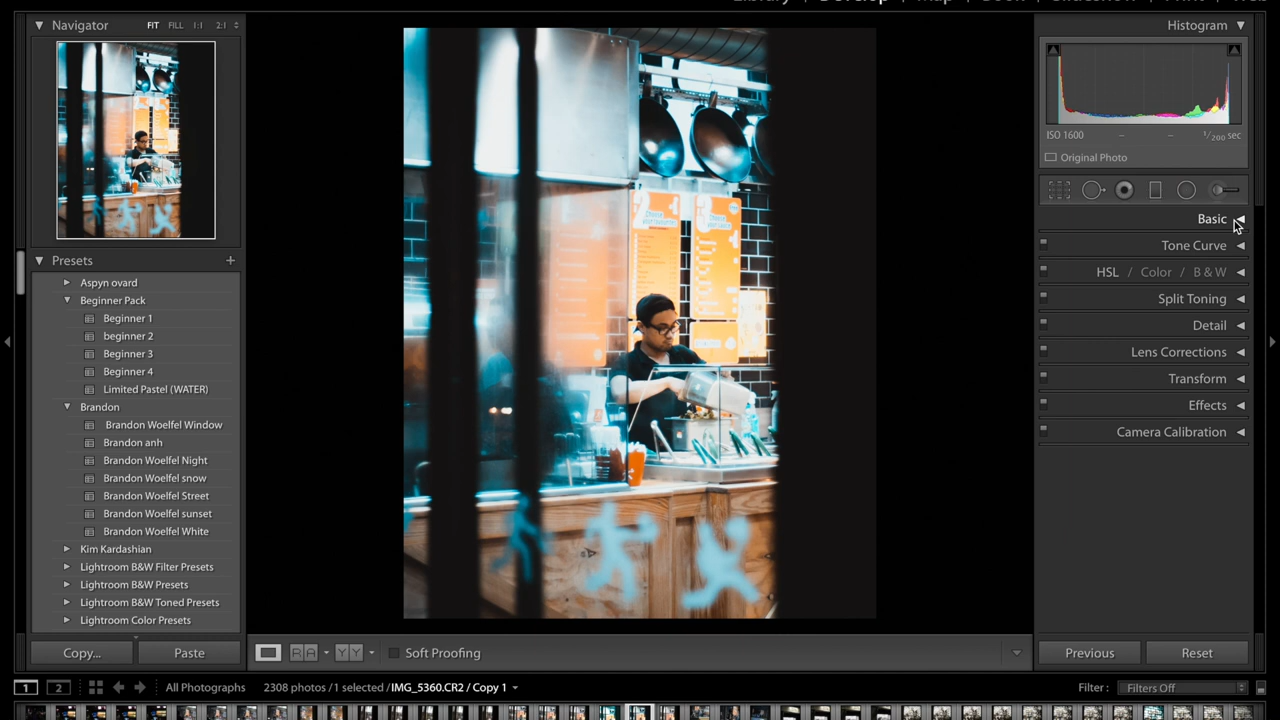 Library Develop Map Book Slideshow Print Web
Navigator FIT FILL 1:1 2:1
Presets
Aspyn ovard
Beginner Pack
Beginner 1
beginner 2
Beginner 3
Beginner 4
Limited Pastel (WATER)
Brandon
Brandon Woelfel Window
Brandon anh
Brandon Woelfel Night
Brandon Woelfel snow
Brandon Woelfel Street
Brandon Woelfel sunset
Brandon Woelfel White
Kim Kardashian
Lightroom B&W Filter Presets
Lightroom B&W Presets
Lightroom B&W Toned Presets
Lightroom Color Presets
Copy... Paste
Soft Proofing
Histogram
ISO 1600 – – 1/200 sec
Original Photo
Basic
Tone Curve
HSL / Color / B & W
Split Toning
Detail
Lens Corrections
Transform
Effects
Camera Calibration
Previous Reset
1 2 All Photographs 2308 photos / 1 selected / IMG_5360.CR2 / Copy 1 Filter : Filters Off